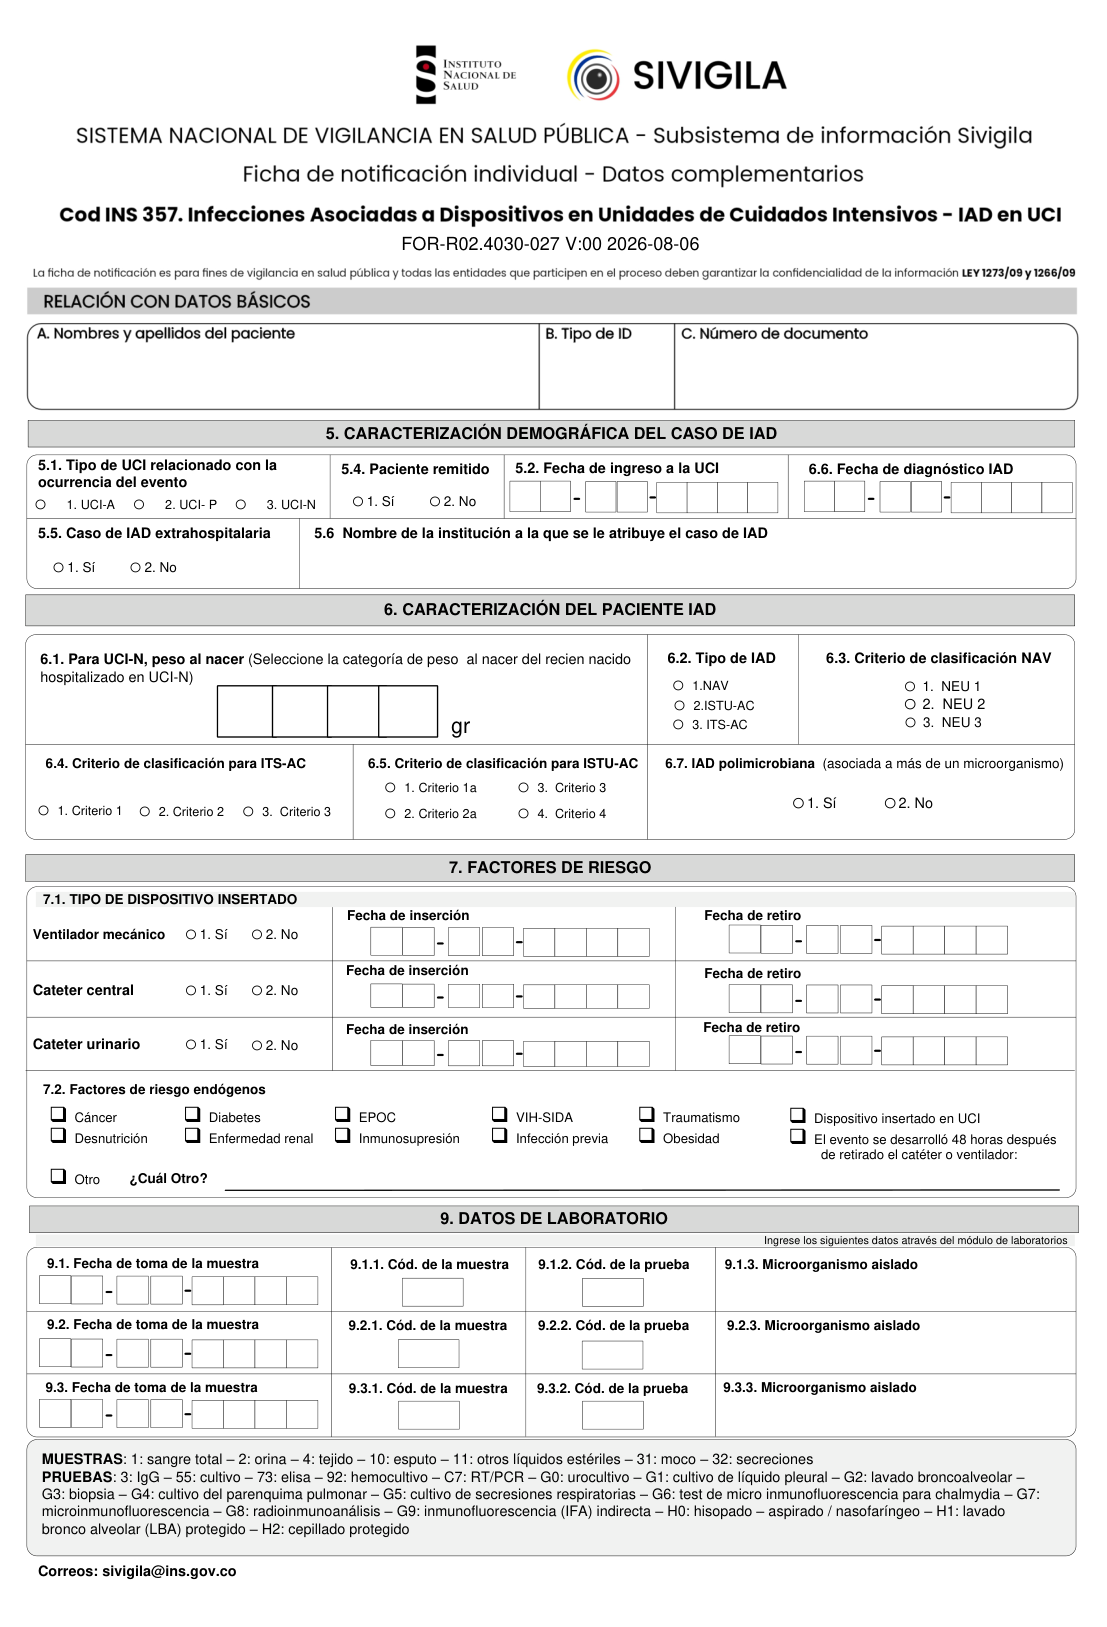 INSTITUTO
NACIONAL DE
SALUD
SIVIGILA
SISTEMA NACIONAL DE VIGILANCIA EN SALUD PÚBLICA - Subsistema de información Sivigila
Ficha de notificación individual - Datos complementarios
Cod INS 357. Infecciones Asociadas a Dispositivos en Unidades de Cuidados Intensivos - IAD en UCI
FOR-R02.4030-027 V:00 2026-08-06
La ficha de notificación es para fines de vigilancia en salud pública y todas las entidades que participen en el proceso deben garantizar la confidencialidad de la información LEY 1273/09 y 1266/09
RELACIÓN CON DATOS BÁSICOS
A. Nombres y apellidos del paciente
B. Tipo de ID
C. Número de documento
5. CARACTERIZACIÓN DEMOGRÁFICA DEL CASO DE IAD
5.1. Tipo de UCI relacionado con la
ocurrencia del evento
1. UCI-A 2. UCI- P 3. UCI-N
5.4. Paciente remitido
1. Sí 2. No
5.2. Fecha de ingreso a la UCI
- -
6.6. Fecha de diagnóstico IAD
- -
5.5. Caso de IAD extrahospitalaria
1. Sí 2. No
5.6 Nombre de la institución a la que se le atribuye el caso de IAD
6. CARACTERIZACIÓN DEL PACIENTE IAD
6.1. Para UCI-N, peso al nacer (Seleccione la categoría de peso al nacer del recien nacido
hospitalizado en UCI-N)
gr
6.2. Tipo de IAD
1.NAV
2.ISTU-AC
3. ITS-AC
6.3. Criterio de clasificación NAV
1. NEU 1
2. NEU 2
3. NEU 3
6.4. Criterio de clasificación para ITS-AC
1. Criterio 1 2. Criterio 2 3. Criterio 3
6.5. Criterio de clasificación para ISTU-AC
1. Criterio 1a 3. Criterio 3
2. Criterio 2a 4. Criterio 4
6.7. IAD polimicrobiana (asociada a más de un microorganismo)
1. Sí 2. No
7. FACTORES DE RIESGO
7.1. TIPO DE DISPOSITIVO INSERTADO
Ventilador mecánico 1. Sí 2. No
Fecha de inserción
- -
Fecha de retiro
- -
Cateter central 1. Sí 2. No
Fecha de inserción
- -
Fecha de retiro
- -
Cateter urinario 1. Sí 2. No
Fecha de inserción
- -
Fecha de retiro
- -
7.2. Factores de riesgo endógenos
Cáncer Diabetes EPOC VIH-SIDA Traumatismo Dispositivo insertado en UCI
Desnutrición Enfermedad renal Inmunosupresión Infección previa Obesidad El evento se desarrolló 48 horas después
de retirado el catéter o ventilador:
Otro ¿Cuál Otro?
9. DATOS DE LABORATORIO
Ingrese los siguientes datos através del módulo de laboratorios
9.1. Fecha de toma de la muestra
- -
9.1.1. Cód. de la muestra
9.1.2. Cód. de la prueba
9.1.3. Microorganismo aislado
9.2. Fecha de toma de la muestra
- -
9.2.1. Cód. de la muestra
9.2.2. Cód. de la prueba
9.2.3. Microorganismo aislado
9.3. Fecha de toma de la muestra
- -
9.3.1. Cód. de la muestra
9.3.2. Cód. de la prueba
9.3.3. Microorganismo aislado
MUESTRAS: 1: sangre total – 2: orina – 4: tejido – 10: esputo – 11: otros líquidos estériles – 31: moco – 32: secreciones
PRUEBAS: 3: IgG – 55: cultivo – 73: elisa – 92: hemocultivo – C7: RT/PCR – G0: urocultivo – G1: cultivo de líquido pleural – G2: lavado broncoalveolar –
G3: biopsia – G4: cultivo del parenquima pulmonar – G5: cultivo de secresiones respiratorias – G6: test de micro inmunofluorescencia para chalmydia – G7:
microinmunofluorescencia – G8: radioinmunoanálisis – G9: inmunofluorescencia (IFA) indirecta – H0: hisopado – aspirado / nasofaríngeo – H1: lavado
bronco alveolar (LBA) protegido – H2: cepillado protegido
Correos: sivigila@ins.gov.co